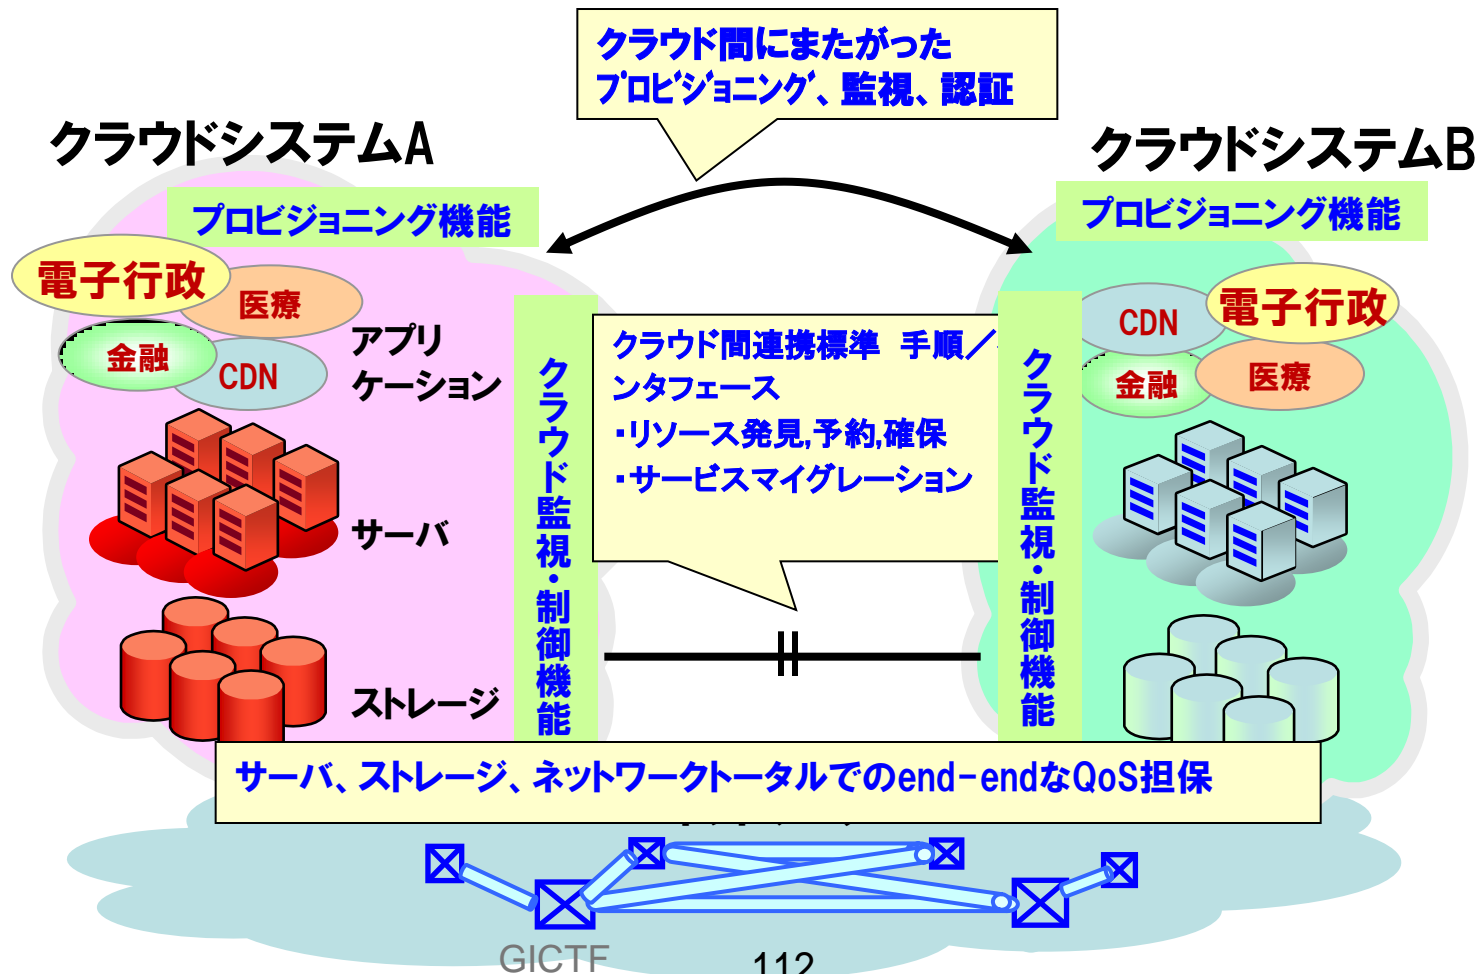 クラウド間にまたがった
プロビジョニング、監視、認証
クラウドシステムA
クラウドシステムB
プロビジョニング機能
プロビジョニング機能
電子行政
医療
金融
CDN
アプリ
ケーション
サーバ
ストレージ
クラウド監視・制御機能
クラウド間連携標準 手順／
ンタフェース
・リソース発見,予約,確保
・サービスマイグレーション
クラウド監視・制御機能
CDN
電子行政
金融
医療
サーバ、ストレージ、ネットワークトータルでのend-endなQoS担保
GICTF
112